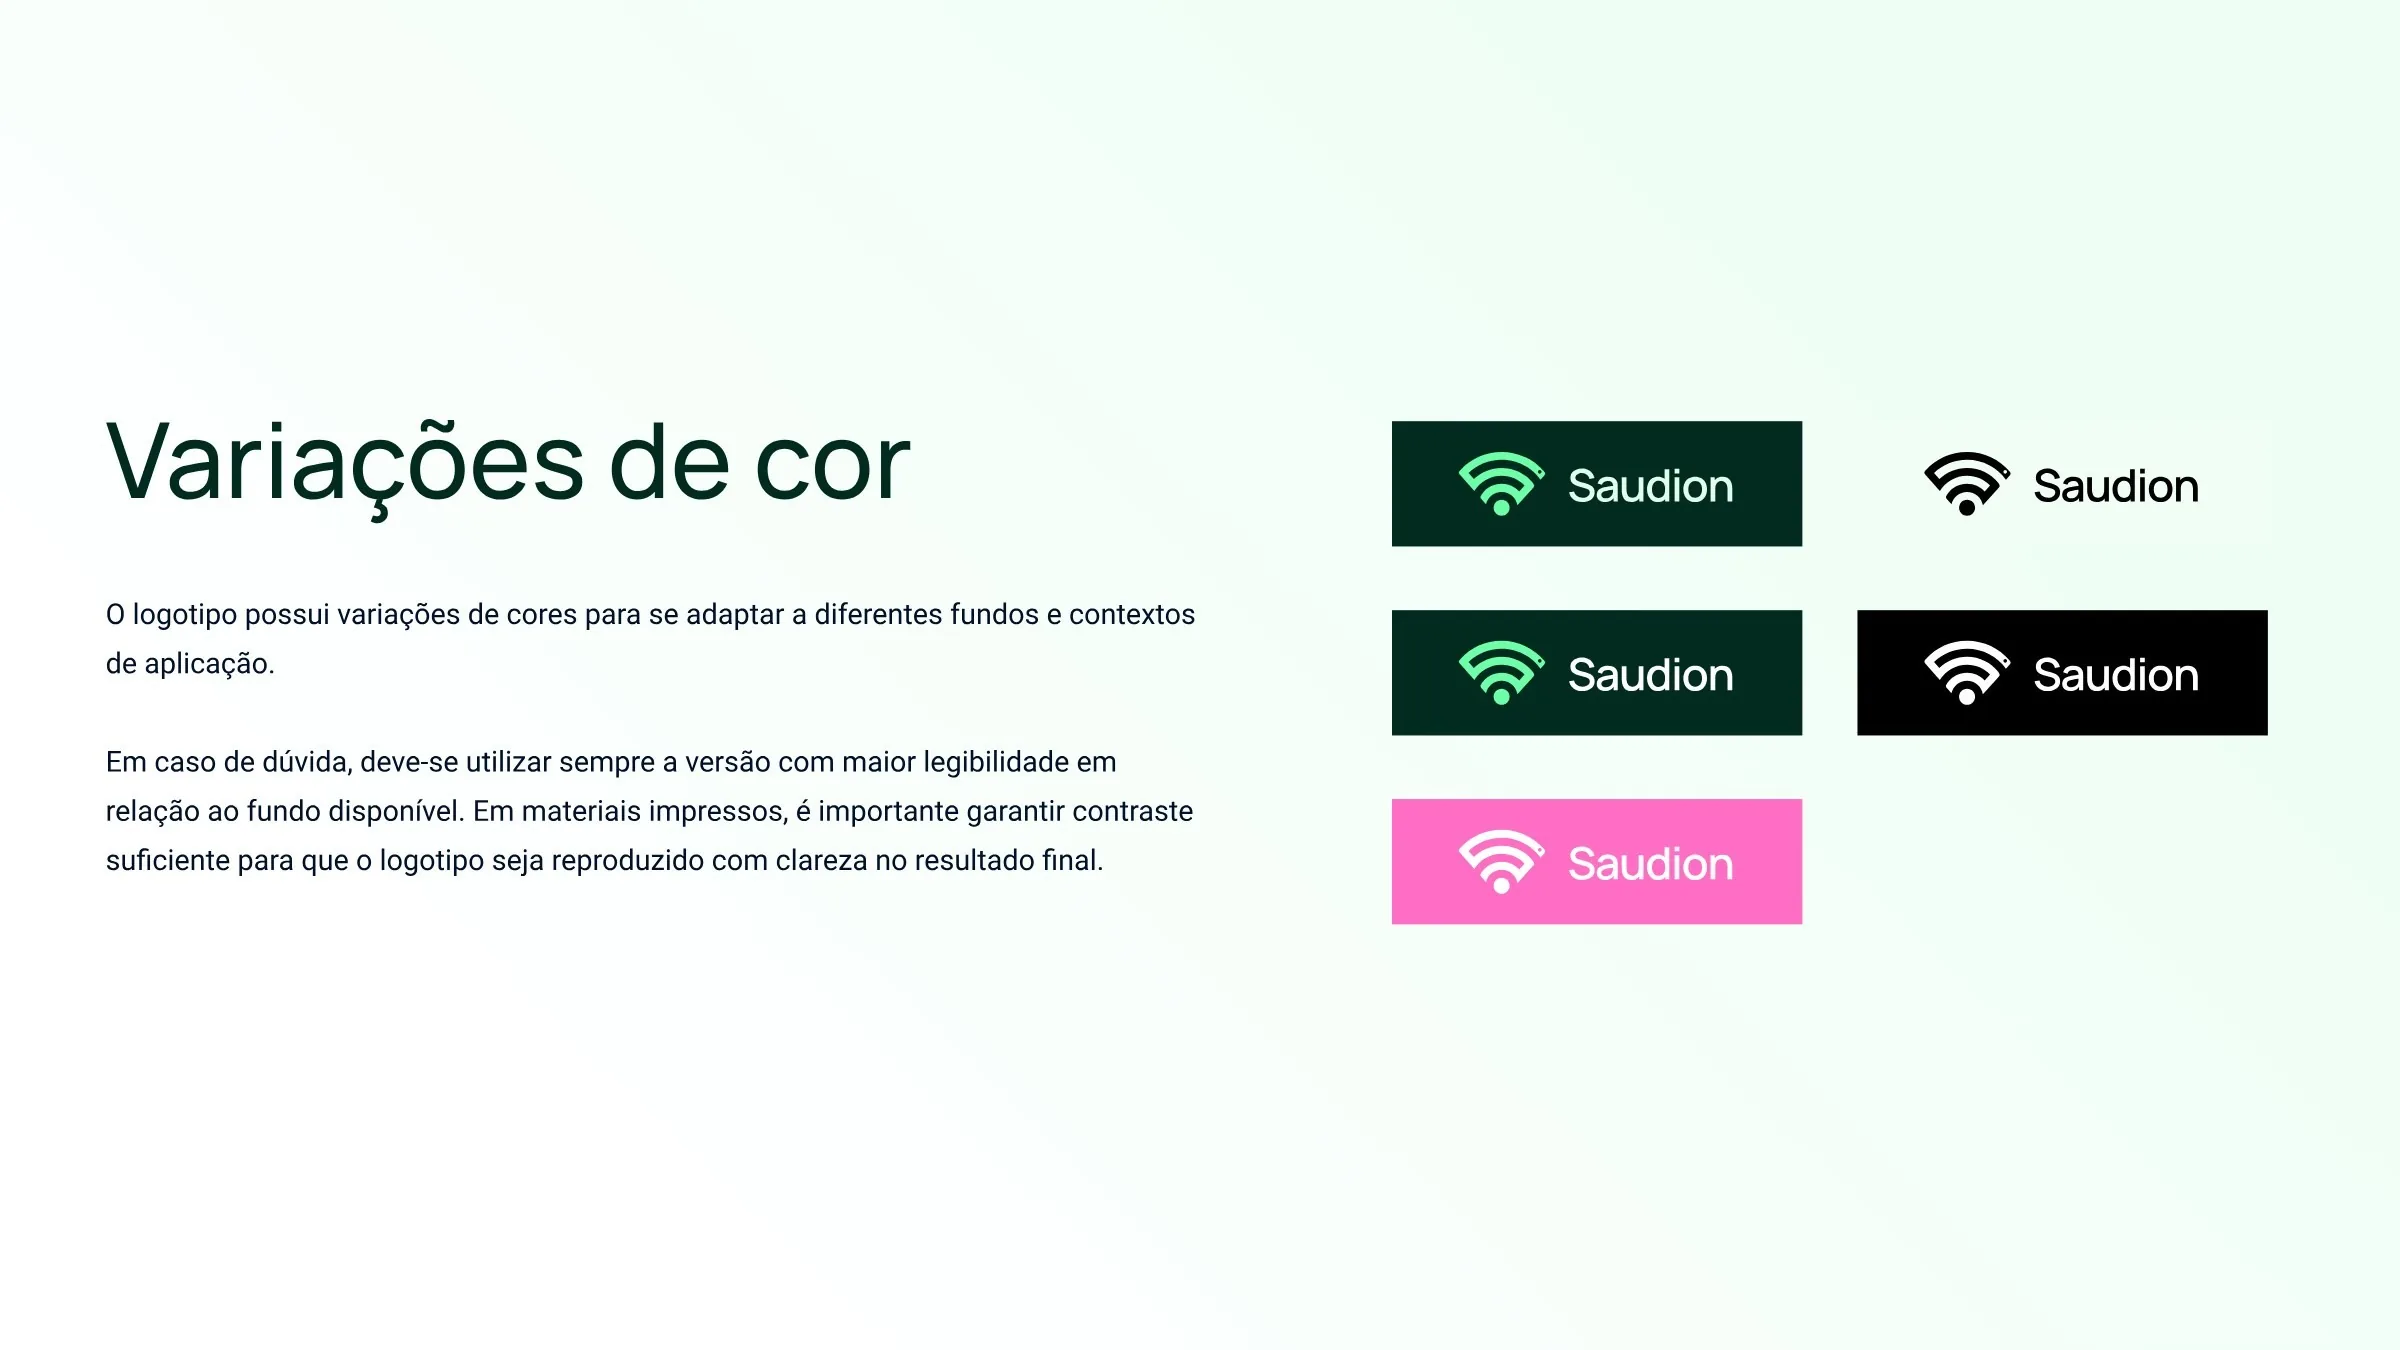 Variações de cor
O logotipo possui variações de cores para se adaptar a diferentes fundos e contextos
de aplicação.
Em caso de dúvida, deve-se utilizar sempre a versão com maior legibilidade em
relação ao fundo disponível. Em materiais impressos, é importante garantir contraste
suficiente para que o logotipo seja reproduzido com clareza no resultado final.
Saudion
Saudion
Saudion
Saudion
Saudion